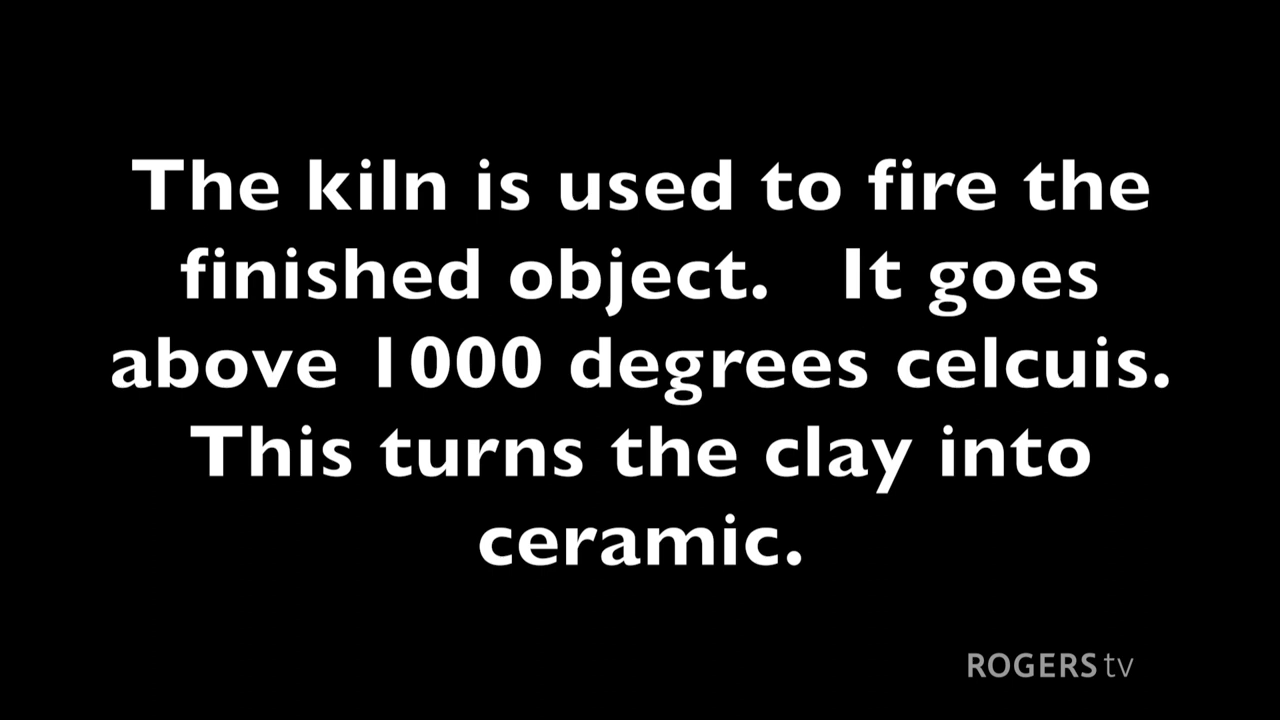 The kiln is used to fire the
finished object.   It goes
above 1000 degrees celcuis.
This turns the clay into
ceramic.
ROGERS tv